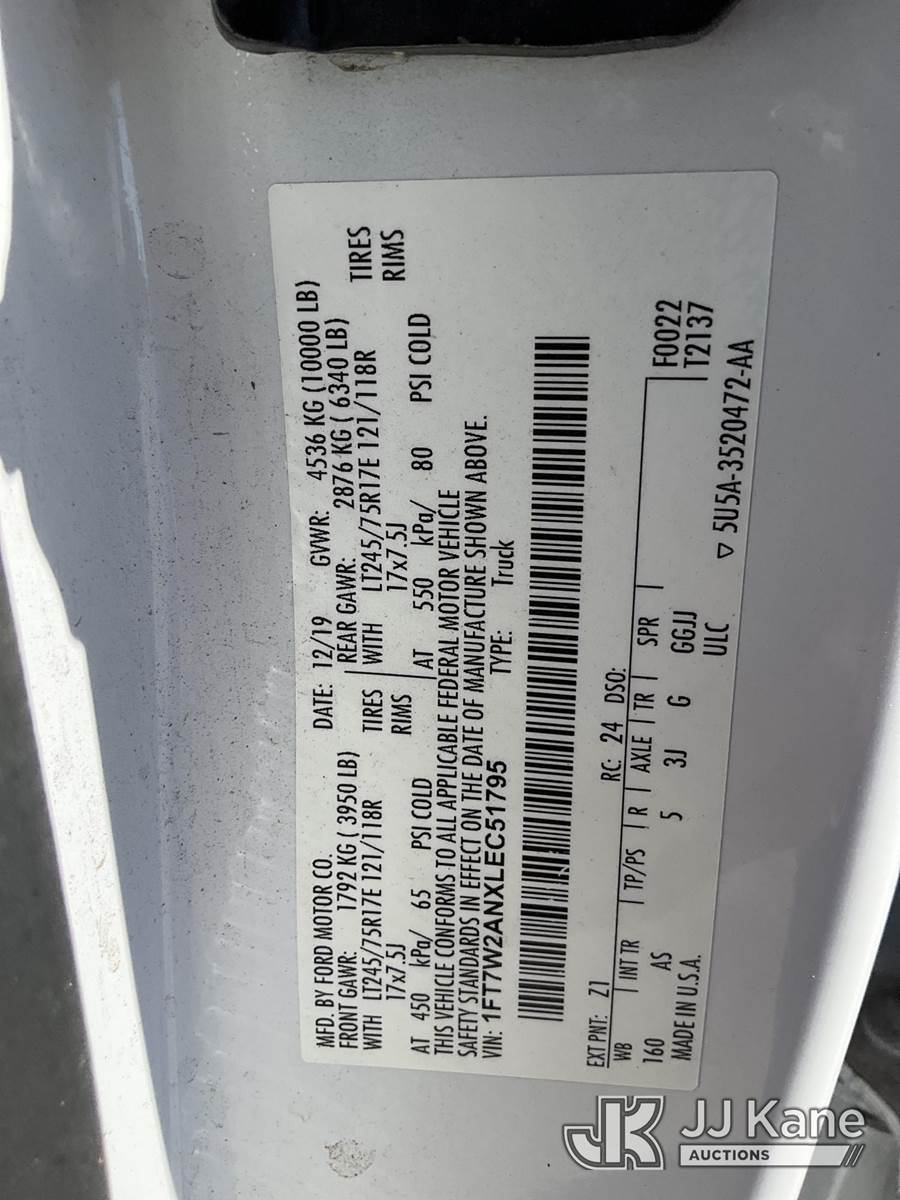 MFD. BY FORD MOTOR CO.
DATE: 12/19 GVWR: 4536 KG (10000 LB)
FRONT GAWR: 1792 KG ( 3950 LB)
REAR GAWR: 2876 KG ( 6340 LB)
WITH LT245/75R17E 121/118R TIRES
WITH LT245/75R17E 121/118R TIRES
17x7.5J RIMS
17x7.5J RIMS
AT 450 kPa/ 65 PSI COLD
AT 550 kPa/ 80 PSI COLD
THIS VEHICLE CONFORMS TO ALL APPLICABLE FEDERAL MOTOR VEHICLE
SAFETY STANDARDS IN EFFECT ON THE DATE OF MANUFACTURE SHOWN ABOVE.
VIN: 1FT7W2ANXLEC51795 TYPE: Truck
EXT PNT: Z1 RC: 24 DSO:
WB INT TR TP/PS R AXLE TR SPR F0022
160 AS 5 3J G GGJJ T2137
MADE IN U.S.A. ULC
▽ 5U5A-3520472-AA
JK JJ Kane
AUCTIONS